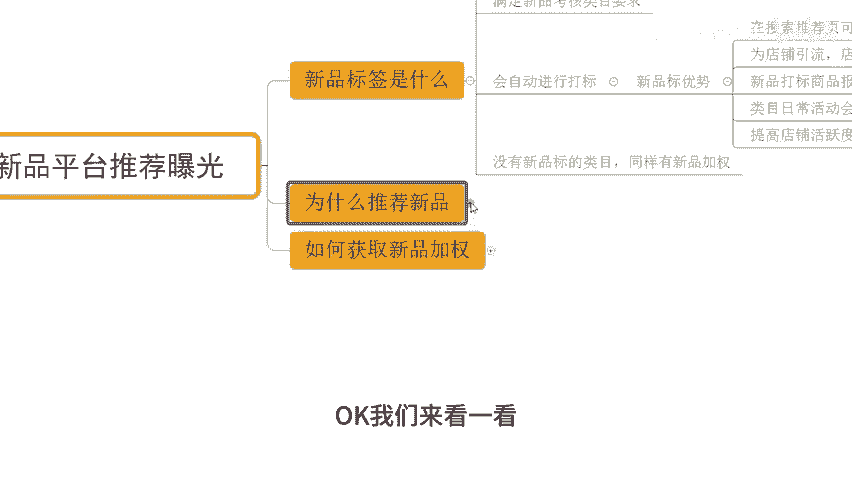 满足新品考核类目要求
在搜索推荐页可
为店铺引流，店
新品标签是什么
会自动进行打标
新品标优势
新品打标商品报
类目日常活动会
提高店铺活跃度
没有新品标的类目，同样有新品加权
新品平台推荐曝光
为什么推荐新品
如何获取新品加权
OK我们来看一看